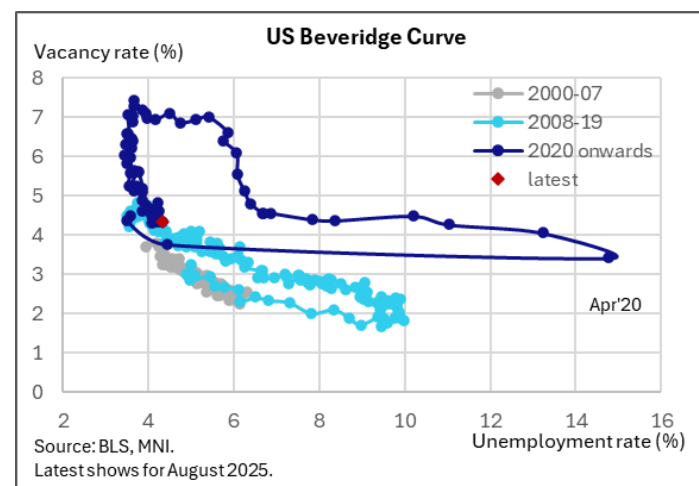 US Beveridge Curve
Vacancy rate (%)
8
7
6
5
4
3
2
1
0
2000-07
2008-19
2020 onwards
latest
Apr'20
2 4 6 8 10 12 14 16
Unemployment rate (%)
Source: BLS, MNI.
Latest shows for August 2025.